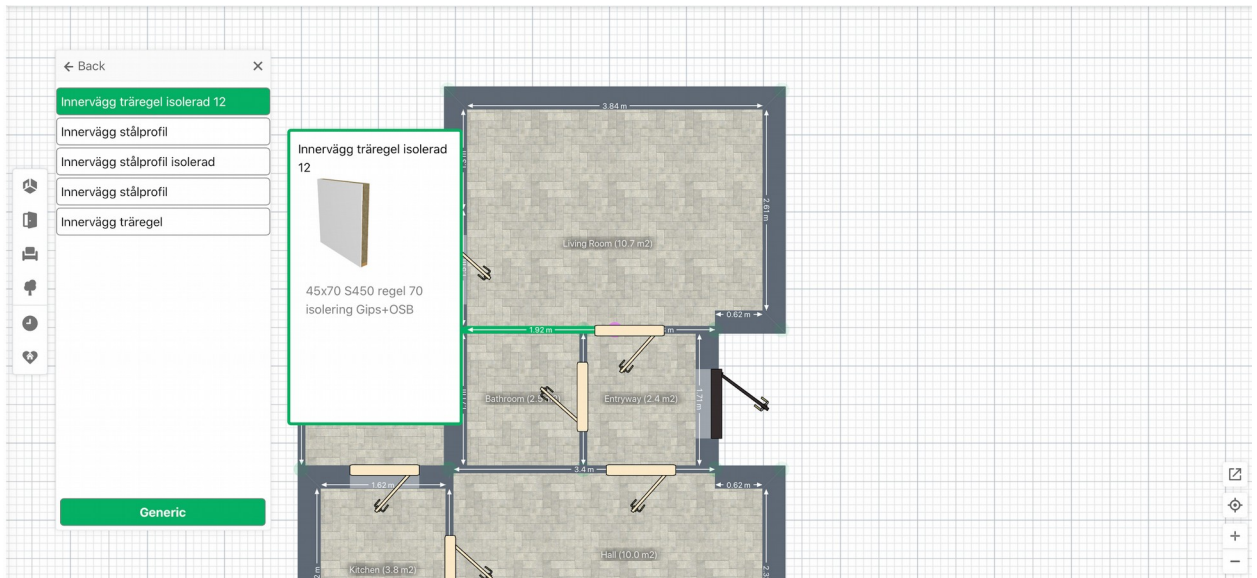 Back
Innervägg träregel isolerad 12
Innervägg stålprofil
Innervägg stålprofil isolerad
Innervägg stålprofil
Innervägg träregel
Generic
Innervägg träregel isolerad
12
45x70 S450 regel 70
isolering Gips+OSB
3.84 m
2.61 m
Living Room (10.7 m2)
0.62 m
1.92 m
m
Bathroom
Entryway (2.4 m2)
1.71 m
3.4 m
1.62 m
0.62 m
Hall (10.0 m2)
Kitchen (3.8 m2)